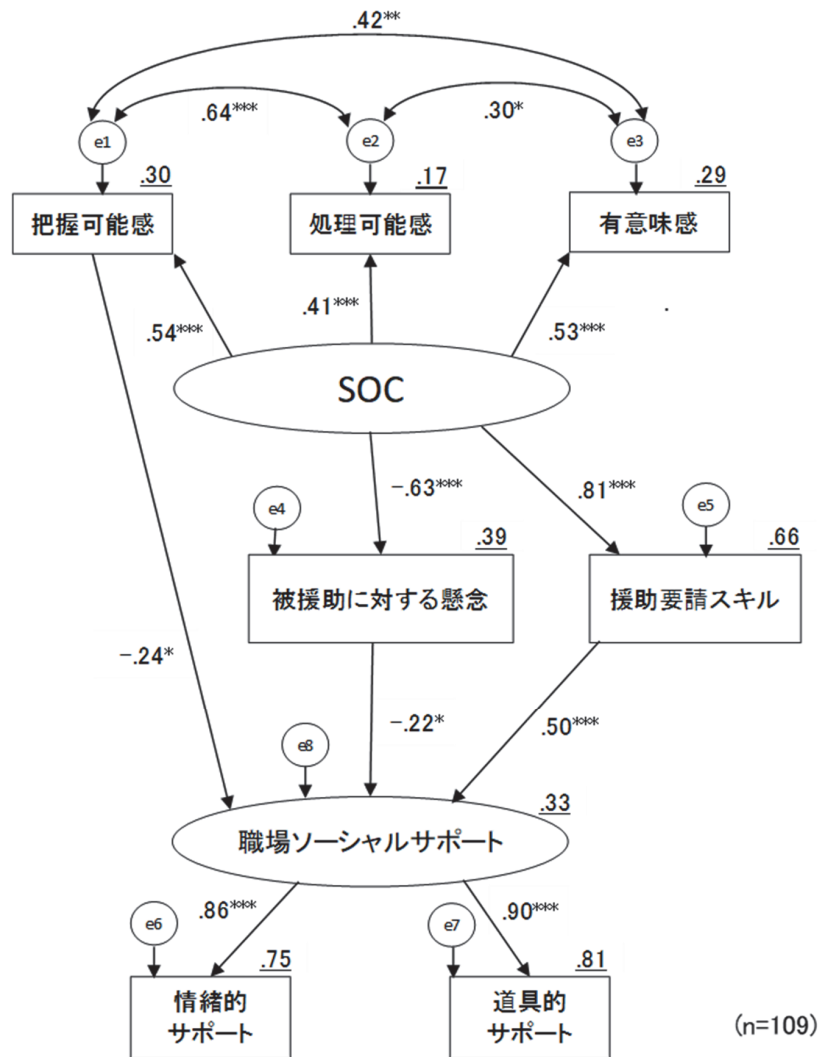 .42**
.64***
.30*
e1
e2
e3
.30
.17
.29
把握可能感
処理可能感
有意味感
.54***
.41***
.53***
SOC
-.63***
.81***
e4
e5
.39
.66
被援助に対する懸念
援助要請スキル
-.24*
-.22*
.50***
e8
.33
職場ソーシャルサポート
.86***
.90***
e6
e7
.75
.81
情緒的
サポート
道具的
サポート
(n=109)